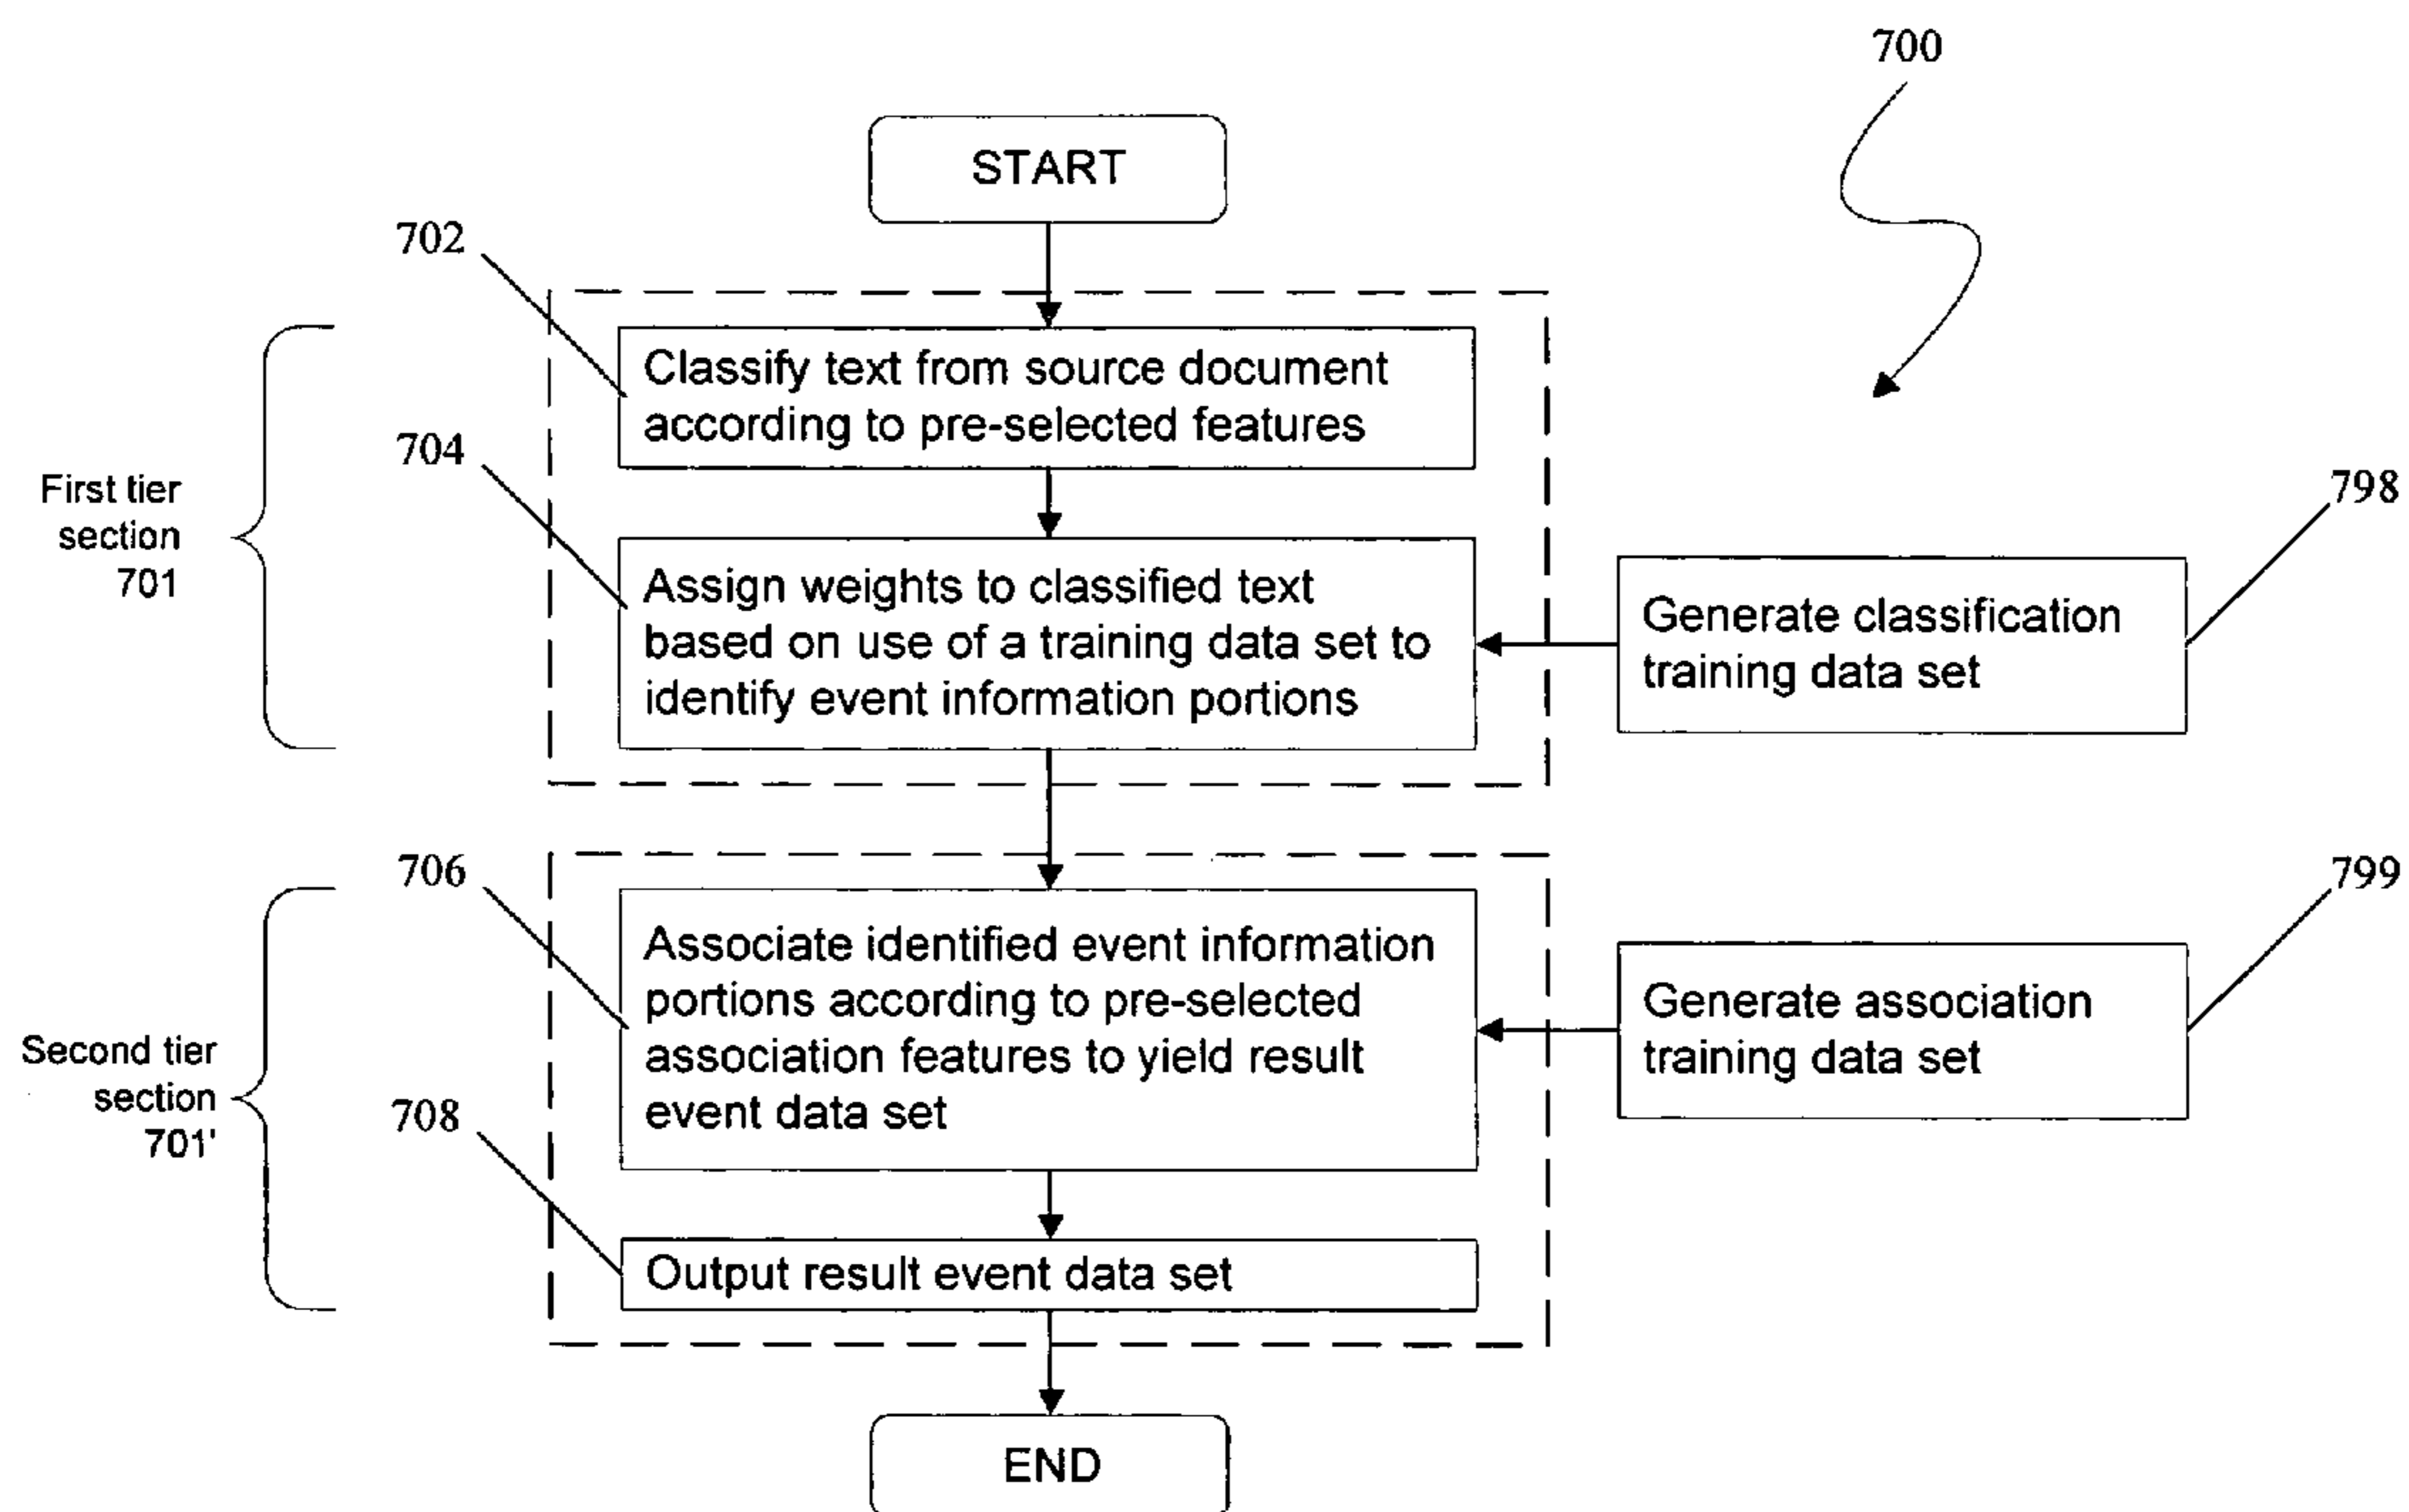 700
START
702
Classify text from source document
according to pre-selected features
704
First tier
section
701
Assign weights to classified text
based on use of a training data set to
identify event information portions
798
Generate classification
training data set
706
Associate identified event information
portions according to pre-selected
association features to yield result
event data set
799
Generate association
training data set
Second tier
section
701'
708
Output result event data set
END